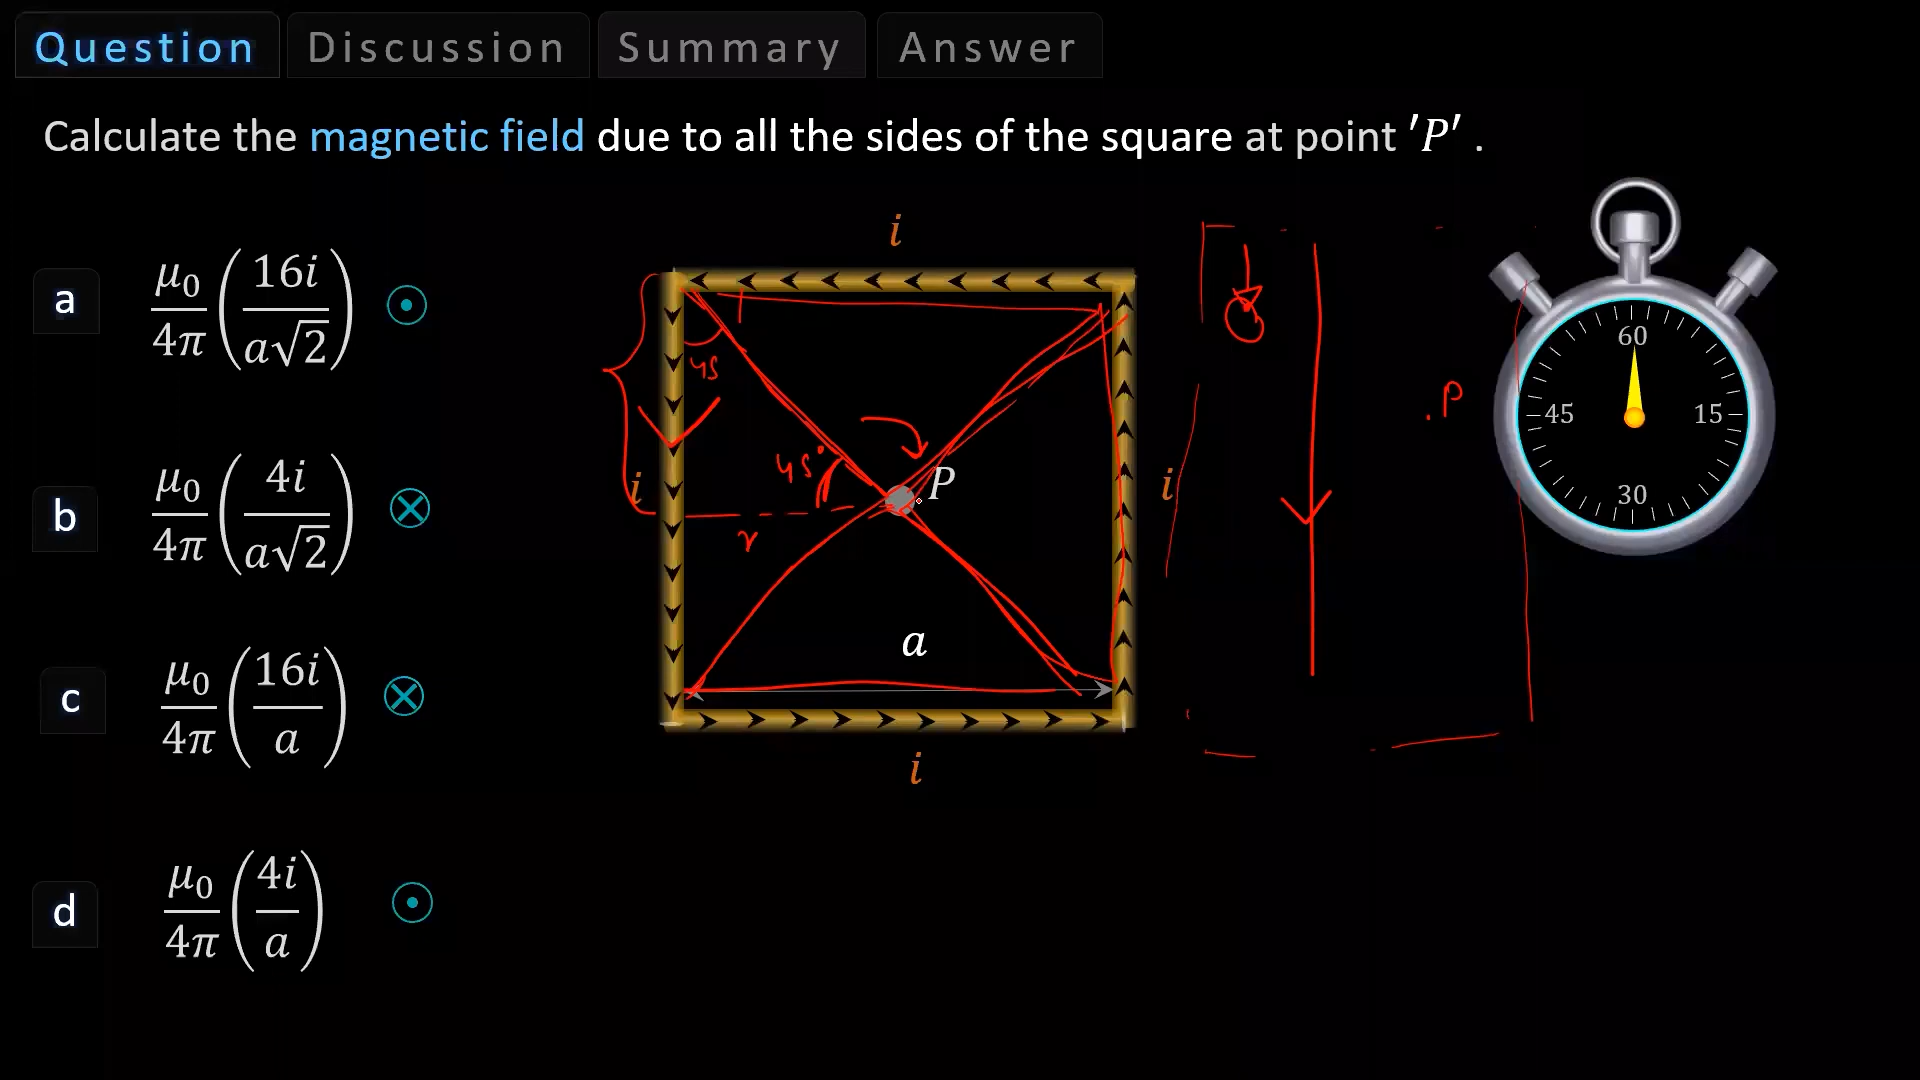 Question Discussion Summary Answer
Calculate the magnetic field due to all the sides of the square at point ′P′ .
a μ0/4π (16i/a√2) ⊙
b μ0/4π (4i/a√2) ⊗
c μ0/4π (16i/a) ⊗
d μ0/4π (4i/a) ⊙
i
45
45°
P
i
r
a
i
i
. P
60
45
15
30